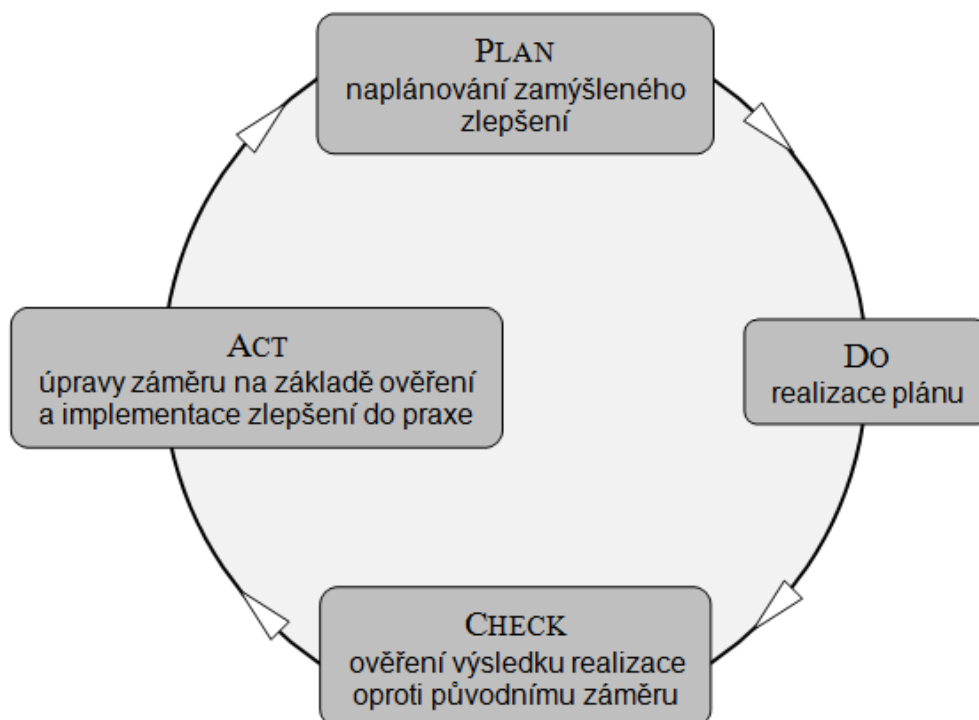 PLAN
naplánování zamýšleného
zlepšení
ACT
úpravy záměru na základě ověření
a implementace zlepšení do praxe
DO
realizace plánu
CHECK
ověření výsledku realizace
oproti původnímu záměru